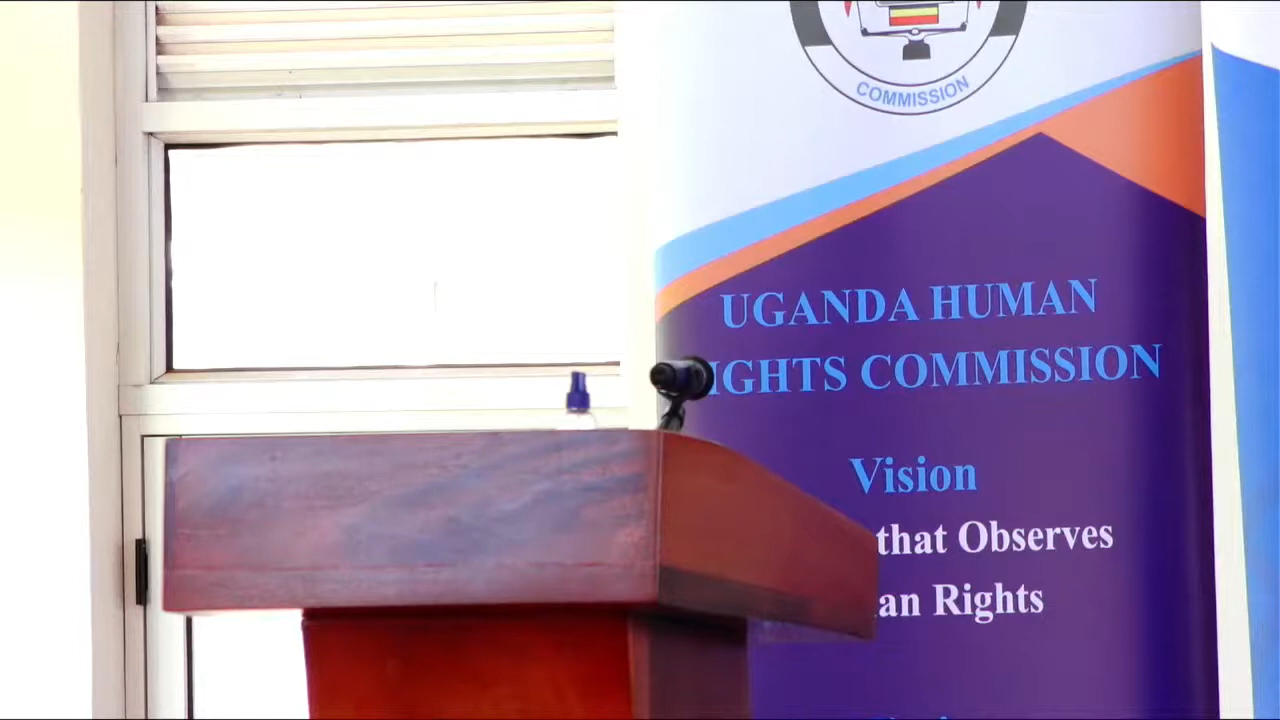 COMMISSION
UGANDA HUMAN
IGHTS COMMISSION
Vision
that Observes
an Rights